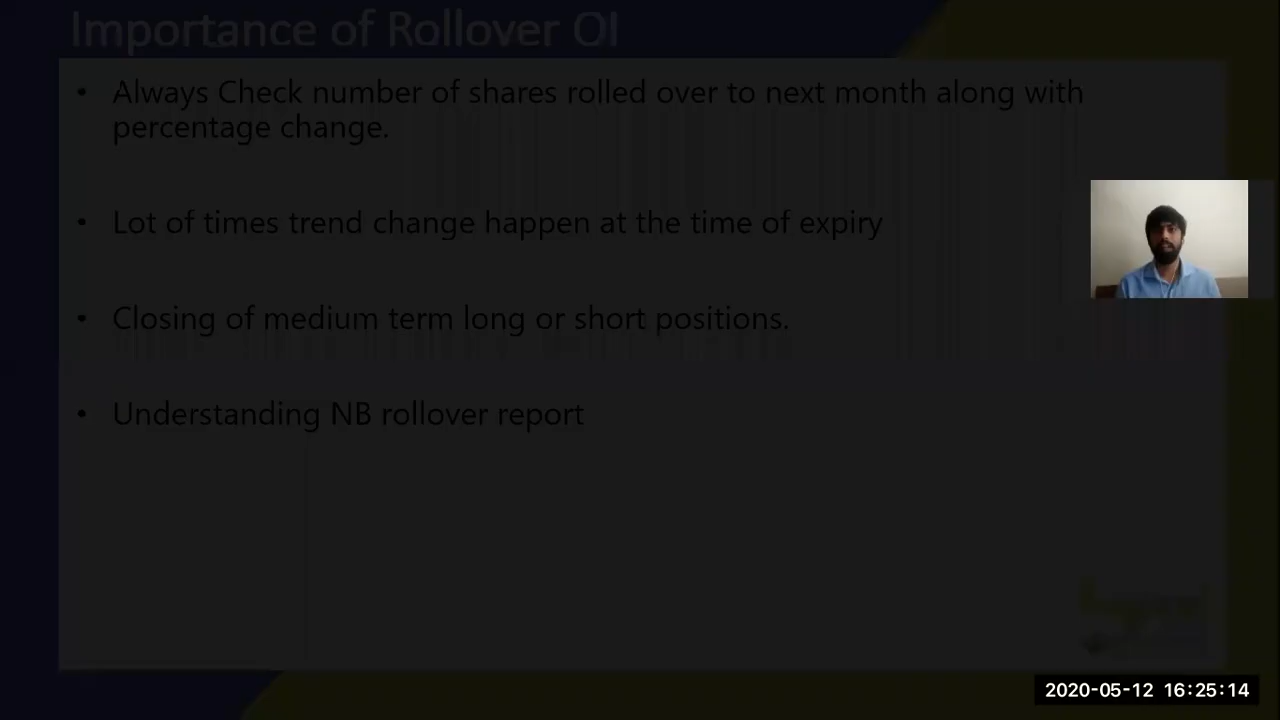 Importance of Rollover OI
• Always Check number of shares rolled over to next month along with
percentage change.
• Lot of times trend change happen at the time of expiry
• Closing of medium term long or short positions.
• Understanding NB rollover report
2020-05-12 16:25:14